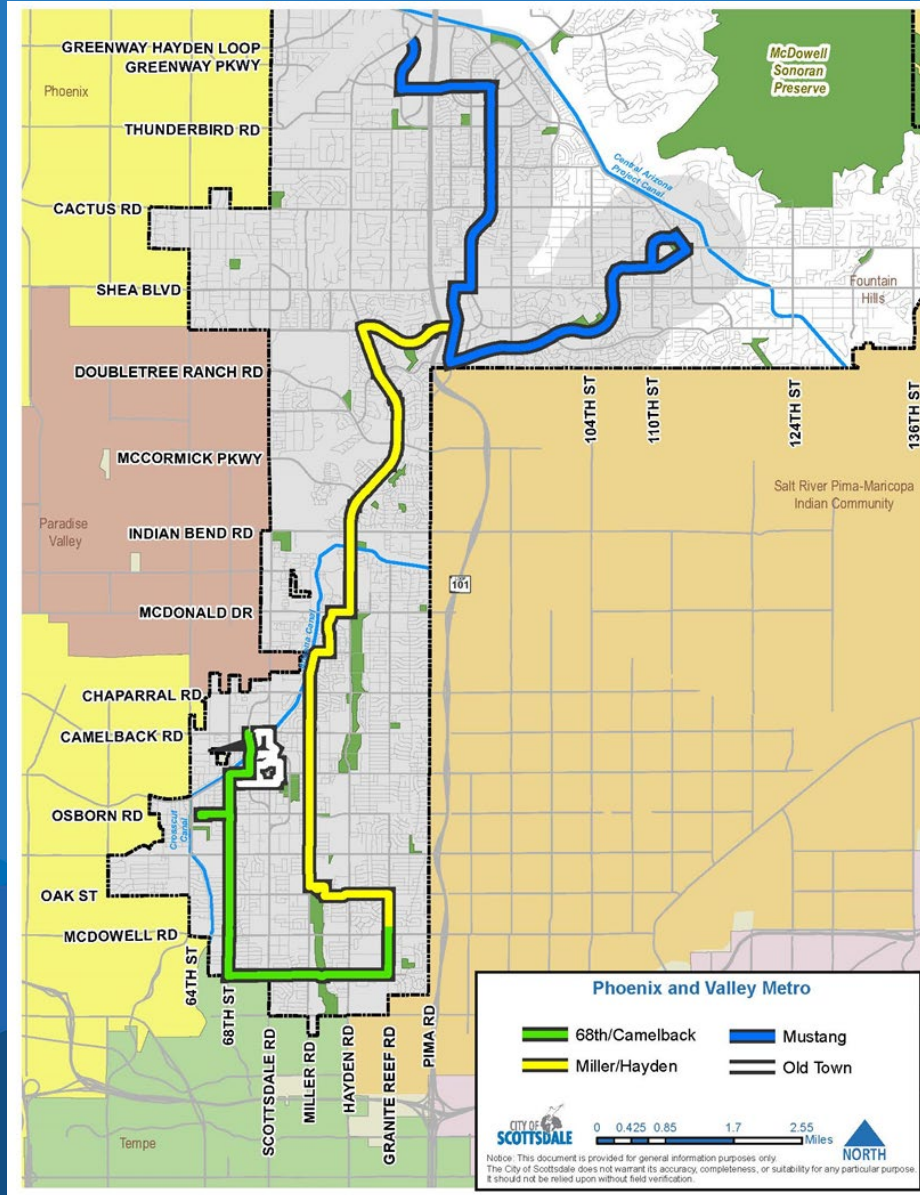 GREENWAY HAYDEN LOOP
GREENWAY PKWY
Phoenix
McDowell
Sonoran
Preserve
THUNDERBIRD RD
Central Arizona
Project Canal
CACTUS RD
SHEA BLVD
Fountain
Hills
DOUBLETREE RANCH RD
104TH ST
110TH ST
124TH ST
136TH ST
MCCORMICK PKWY
Salt River Pima-Maricopa
Indian Community
Paradise
Valley
INDIAN BEND RD
LOOP
101
MCDONALD DR
Canal
CHAPARRAL RD
CAMELBACK RD
OSBORN RD
Crosscut
Canal
OAK ST
MCDOWELL RD
64TH ST
68TH ST
SCOTTSDALE RD
MILLER RD
HAYDEN RD
GRANITE REEF RD
PIMA RD
Tempe
Phoenix and Valley Metro
68th/Camelback
Mustang
Miller/Hayden
Old Town
CITY OF
SCOTTSDALE
0 0.425 0.85 1.7 2.55
Miles
NORTH
Notice: This document is provided for general information purposes only.
The City of Scottsdale does not warrant its accuracy, completeness, or suitability for any particular purpose.
It should not be relied upon without field verification.